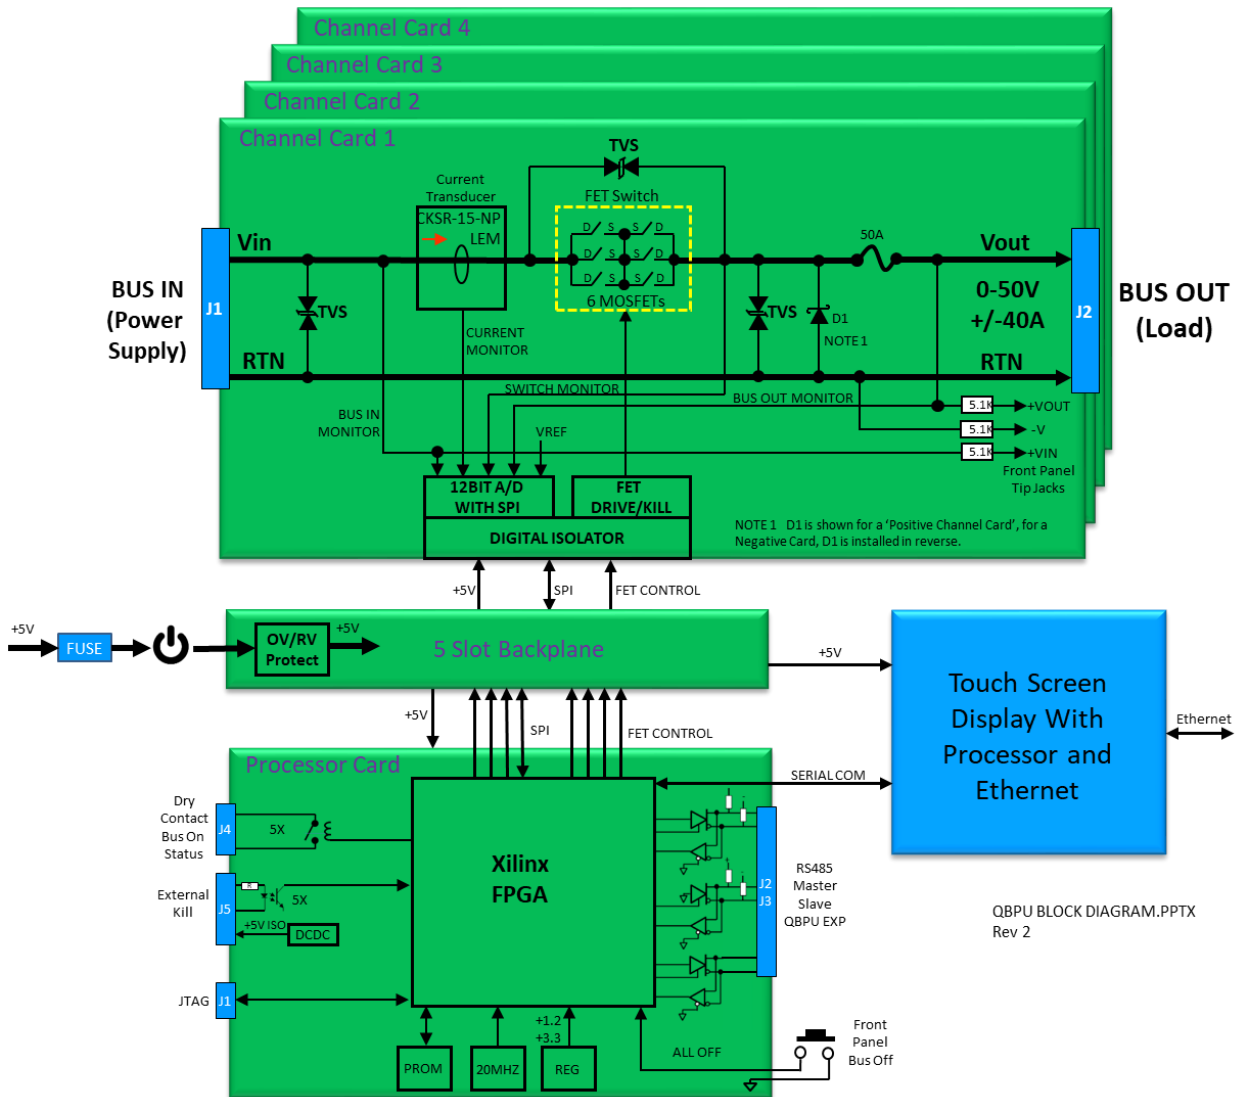 Channel Card 4
Channel Card 3
Channel Card 2
Channel Card 1
TVS
Current
Transducer
FET Switch
CKSR-15-NP
LEM
D S S D
D S S D
D S S D
6 MOSFETs
50A
Vin
Vout
J1
J2
BUS IN
(Power
Supply)
0-50V
+/-40A
BUS OUT
(Load)
TVS
TVS
D1
NOTE 1
CURRENT
MONITOR
RTN
RTN
SWITCH MONITOR
BUS OUT MONITOR
BUS IN
MONITOR
VREF
5.1K
+VOUT
5.1K
-V
5.1K
+VIN
Front Panel
Tip Jacks
12BIT A/D
WITH SPI
FET
DRIVE/KILL
DIGITAL ISOLATOR
NOTE 1 D1 is shown for a 'Positive Channel Card', for a
Negative Card, D1 is installed in reverse.
+5V
SPI
FET CONTROL
+5V
FUSE
OV/RV
Protect
+5V
5 Slot Backplane
+5V
Touch Screen
Display With
Processor and
Ethernet
Ethernet
+5V
SPI
FET CONTROL
Processor Card
SERIAL COM
Dry
Contact
Bus On
Status
J4
5X
Xilinx
FPGA
External
Kill
J5
R
5X
+5V ISO
DCDC
J2
J3
RS485
Master
Slave
QBPU EXP
QBPU BLOCK DIAGRAM.PPTX
Rev 2
JTAG
J1
+1.2
+3.3
PROM
20MHZ
REG
ALL OFF
Front
Panel
Bus Off